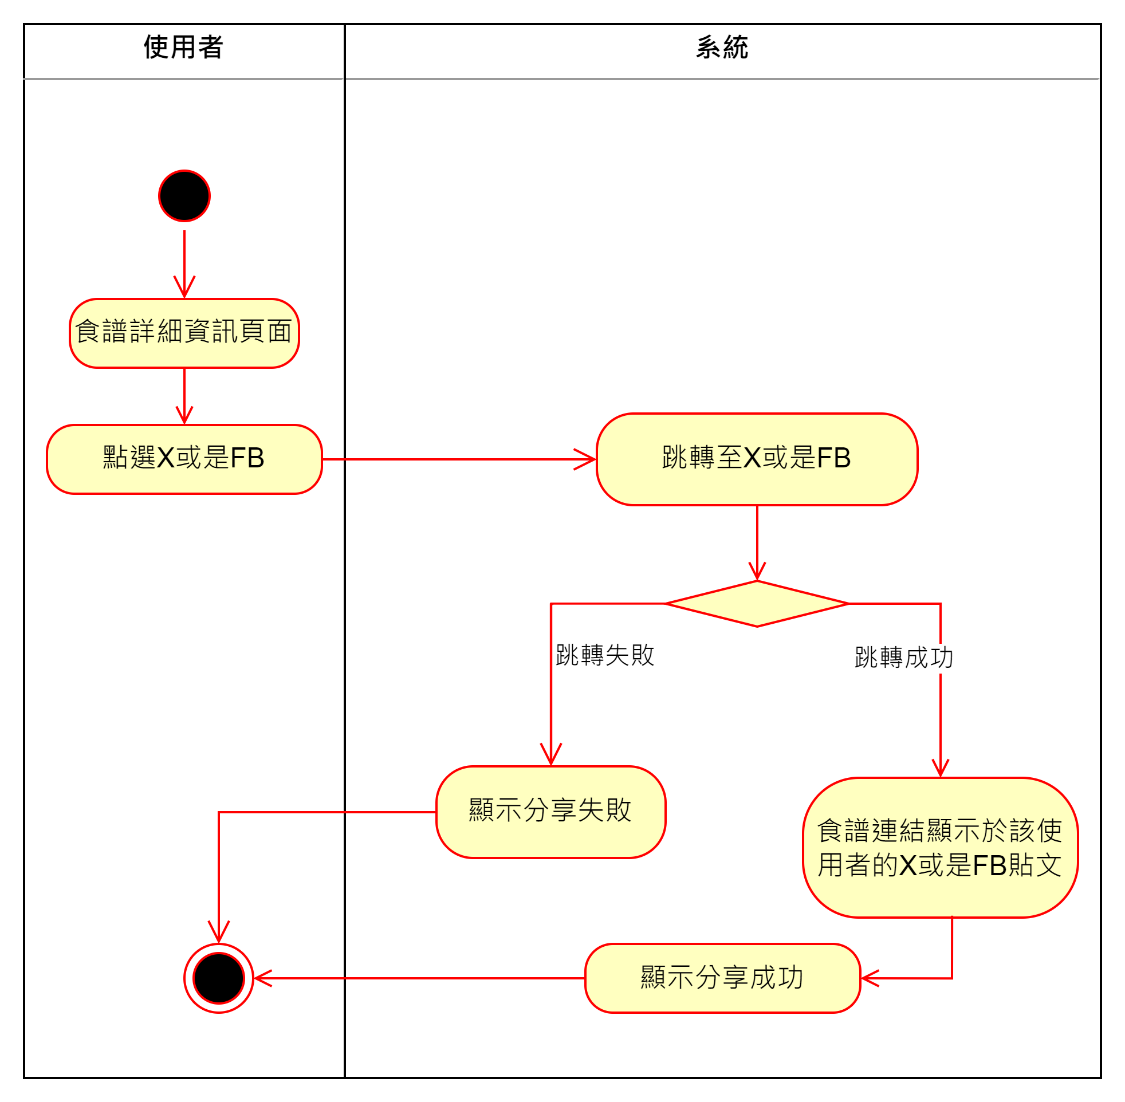 使用者
系統
食譜詳細資訊頁面
點選X或是FB
跳轉至X或是FB
跳轉失敗
跳轉成功
顯示分享失敗
食譜連結顯示於該使
用者的X或是FB貼文
顯示分享成功